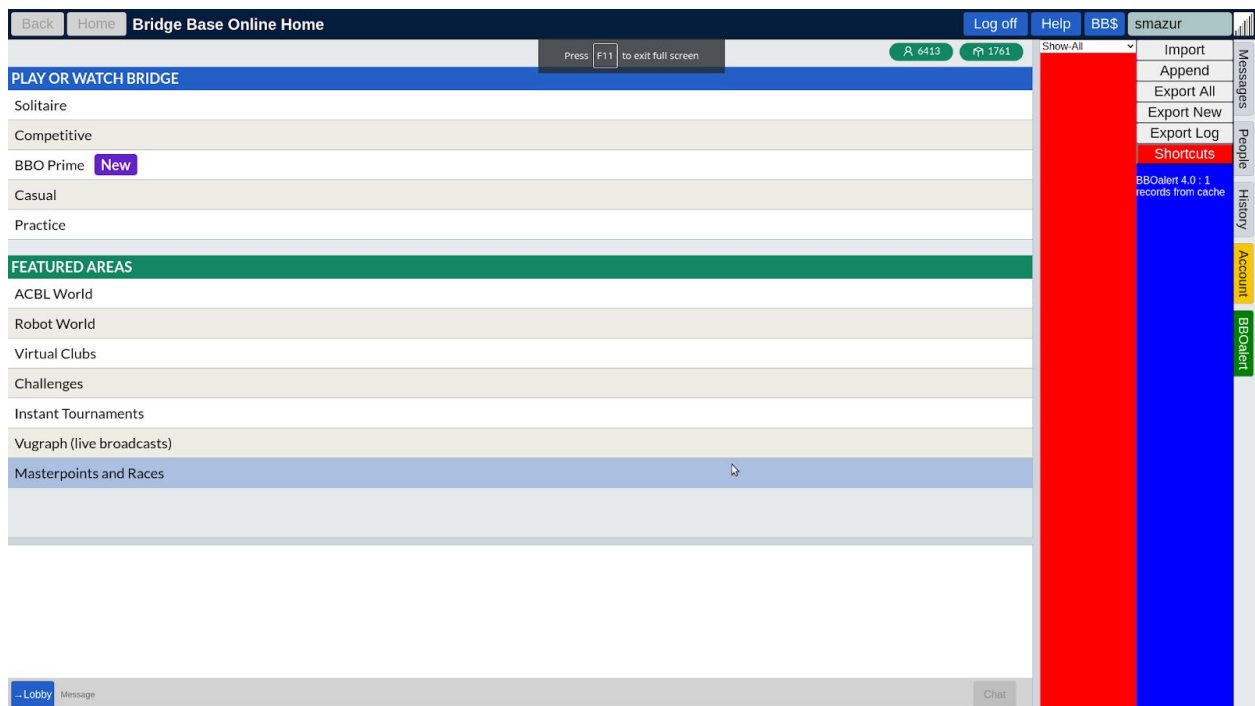 Back Home Bridge Base Online Home Log off Help BB$ smazur
Press F11 to exit full screen
6413 1761
Show-All
PLAY OR WATCH BRIDGE
Solitaire
Competitive
BBO Prime New
Casual
Practice
FEATURED AREAS
ACBL World
Robot World
Virtual Clubs
Challenges
Instant Tournaments
Vugraph (live broadcasts)
Masterpoints and Races
→Lobby Message Chat
Import
Append
Export All
Export New
Export Log
Shortcuts
BBOalert 4.0 : 1
records from cache
Messages
People
History
Account
BBOalert